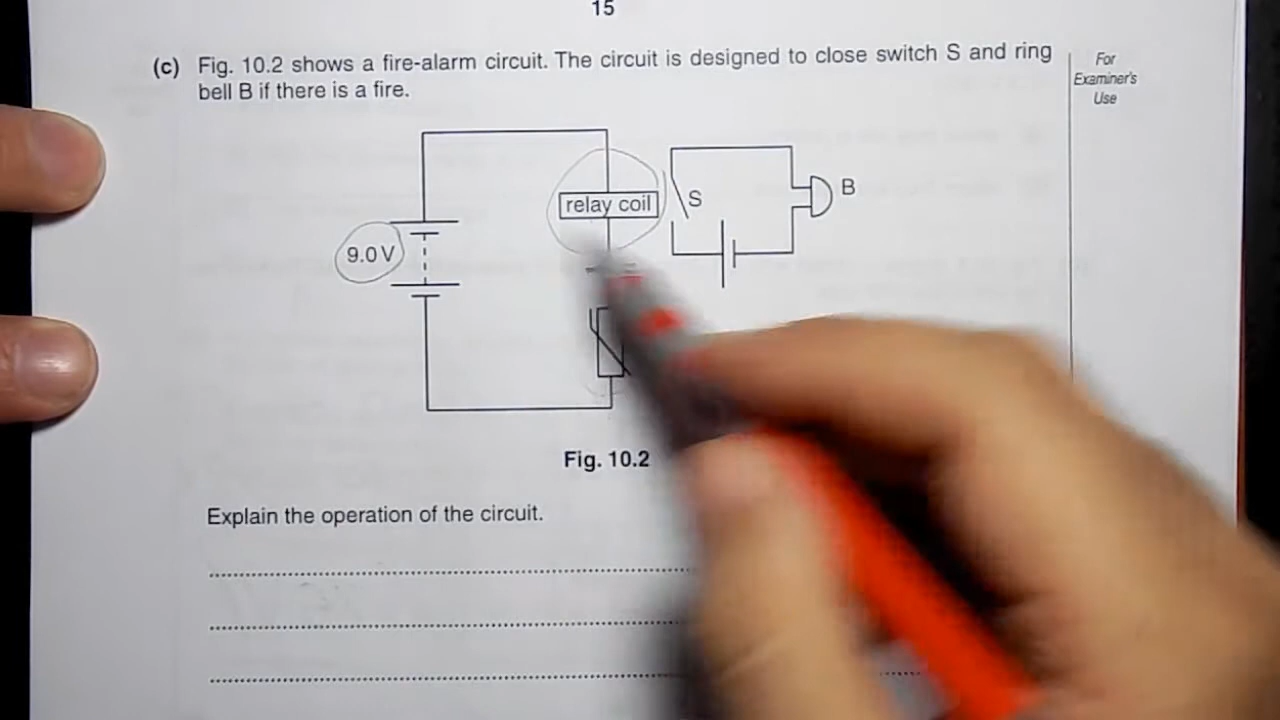 15
(c) Fig. 10.2 shows a fire-alarm circuit. The circuit is designed to close switch S and ring
bell B if there is a fire.
For
Examiner's
Use
relay coil
S
B
9.0 V
Fig. 10.2
Explain the operation of the circuit.